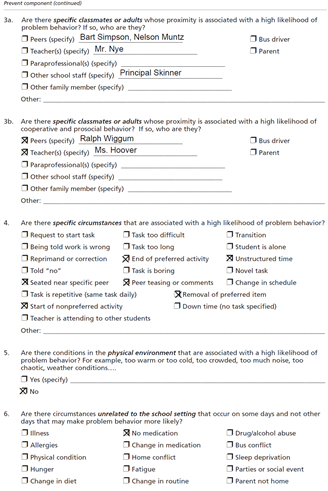 Prevent component (continued)
3a. Are there specific classmates or adults whose proximity is associated with a high likelihood of
problem behavior? If so, who are they?
Peers (specify) Bart Simpson, Nelson Muntz Bus driver
Teacher(s) (specify) Mr. Nye Parent
Paraprofessional(s) (specify)
Other school staff (specify) Principal Skinner
Other family member (specify)
Other:
3b. Are there specific classmates or adults whose proximity is associated with a high likelihood of
cooperative and prosocial behavior? If so, who are they?
Peers (specify) Ralph Wiggum Bus driver
Teacher(s) (specify) Ms. Hoover Parent
Paraprofessional(s) (specify)
Other school staff (specify)
Other family member (specify)
Other:
4. Are there specific circumstances that are associated with a high likelihood of problem behavior?
Request to start task Task too difficult Transition
Being told work is wrong Task too long Student is alone
Reprimand or correction End of preferred activity Unstructured time
Told “no” Task is boring Novel task
Seated near specific peer Peer teasing or comments Change in schedule
Task is repetitive (same task daily) Removal of preferred item
Start of nonpreferred activity Down time (no task specified)
Teacher is attending to other students
Other:
5. Are there conditions in the physical environment that are associated with a high likelihood of
problem behavior? For example, too warm or too cold, too crowded, too much noise, too
chaotic, weather conditions....
Yes (specify)
No
6. Are there circumstances unrelated to the school setting that occur on some days and not other
days that may make problem behavior more likely?
Illness No medication Drug/alcohol abuse
Allergies Change in medication Bus conflict
Physical condition Home conflict Sleep deprivation
Hunger Fatigue Parties or social event
Change in diet Change in routine Parent not home